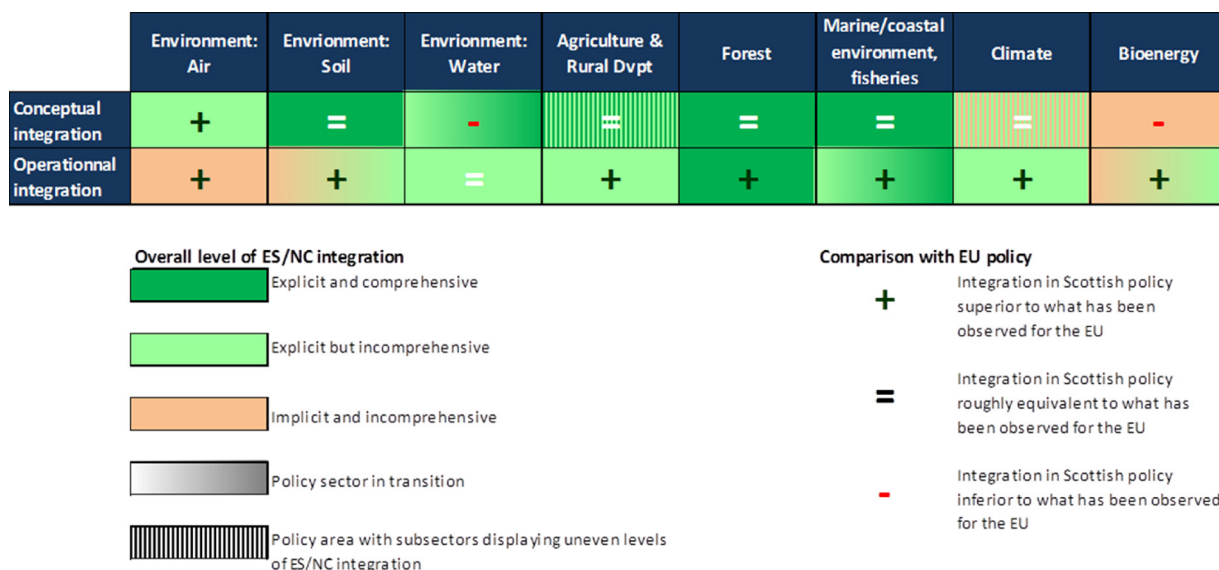 Environment: Air
Envrionment: Soil
Envrionment: Water
Agriculture & Rural Dvpt
Forest
Marine/coastal environment, fisheries
Climate
Bioenergy
Conceptual integration
+
=
-
=
=
=
=
-
Operationnal integration
+
+
=
+
+
+
+
+
Overall level of ES/NC integration
Explicit and comprehensive
Explicit but incomprehensive
Implicit and incomprehensive
Policy sector in transition
Policy area with subsectors displaying uneven levels
of ES/NC integration
Comparison with EU policy
+
Integration in Scottish policy
superior to what has been
observed for the EU
=
Integration in Scottish policy
roughly equivalent to what has
been observed for the EU
-
Integration in Scottish policy
inferior to what has been observed
for the EU